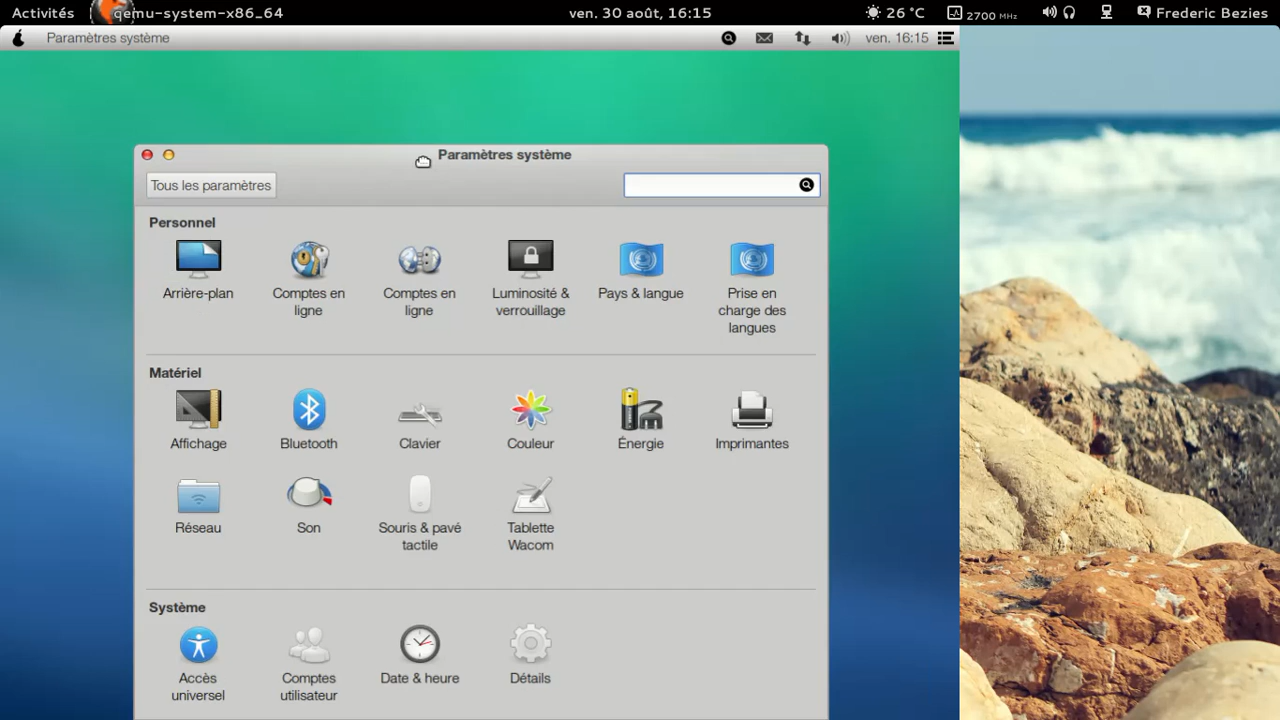 Activités
qemu-system-x86_64
ven. 30 août, 16:15
26 °C
2700 MHz
Frederic Bezies
Paramètres système
ven. 16:15
Paramètres système
Tous les paramètres
Personnel
Arrière-plan
Comptes en
ligne
Comptes en
ligne
Luminosité &
verrouillage
Pays & langue
Prise en
charge des
langues
Matériel
Affichage
Bluetooth
Clavier
Couleur
Énergie
Imprimantes
Réseau
Son
Souris & pavé
tactile
Tablette
Wacom
Système
Accès
universel
Comptes
utilisateur
Date & heure
Détails